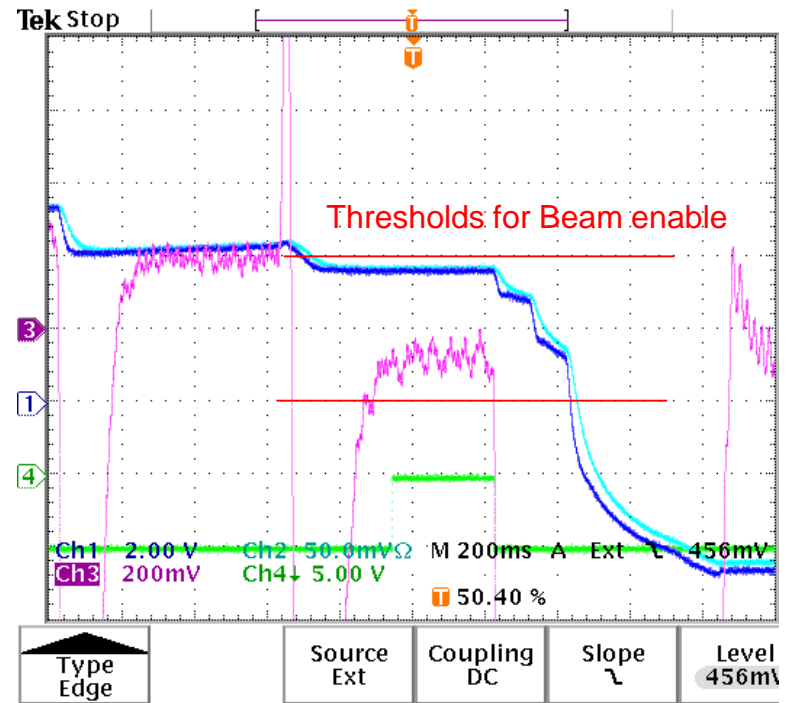 Tek Stop
T
T
Thresholds for Beam enable
3
1
4
Ch1 2.00 V Ch2 50.0mVΩ M 200ms A Ext 456mV
Ch3 200mV Ch4↓ 5.00 V
T 50.40 %
Type Edge
Source Ext
Coupling DC
Slope
Level 456mV